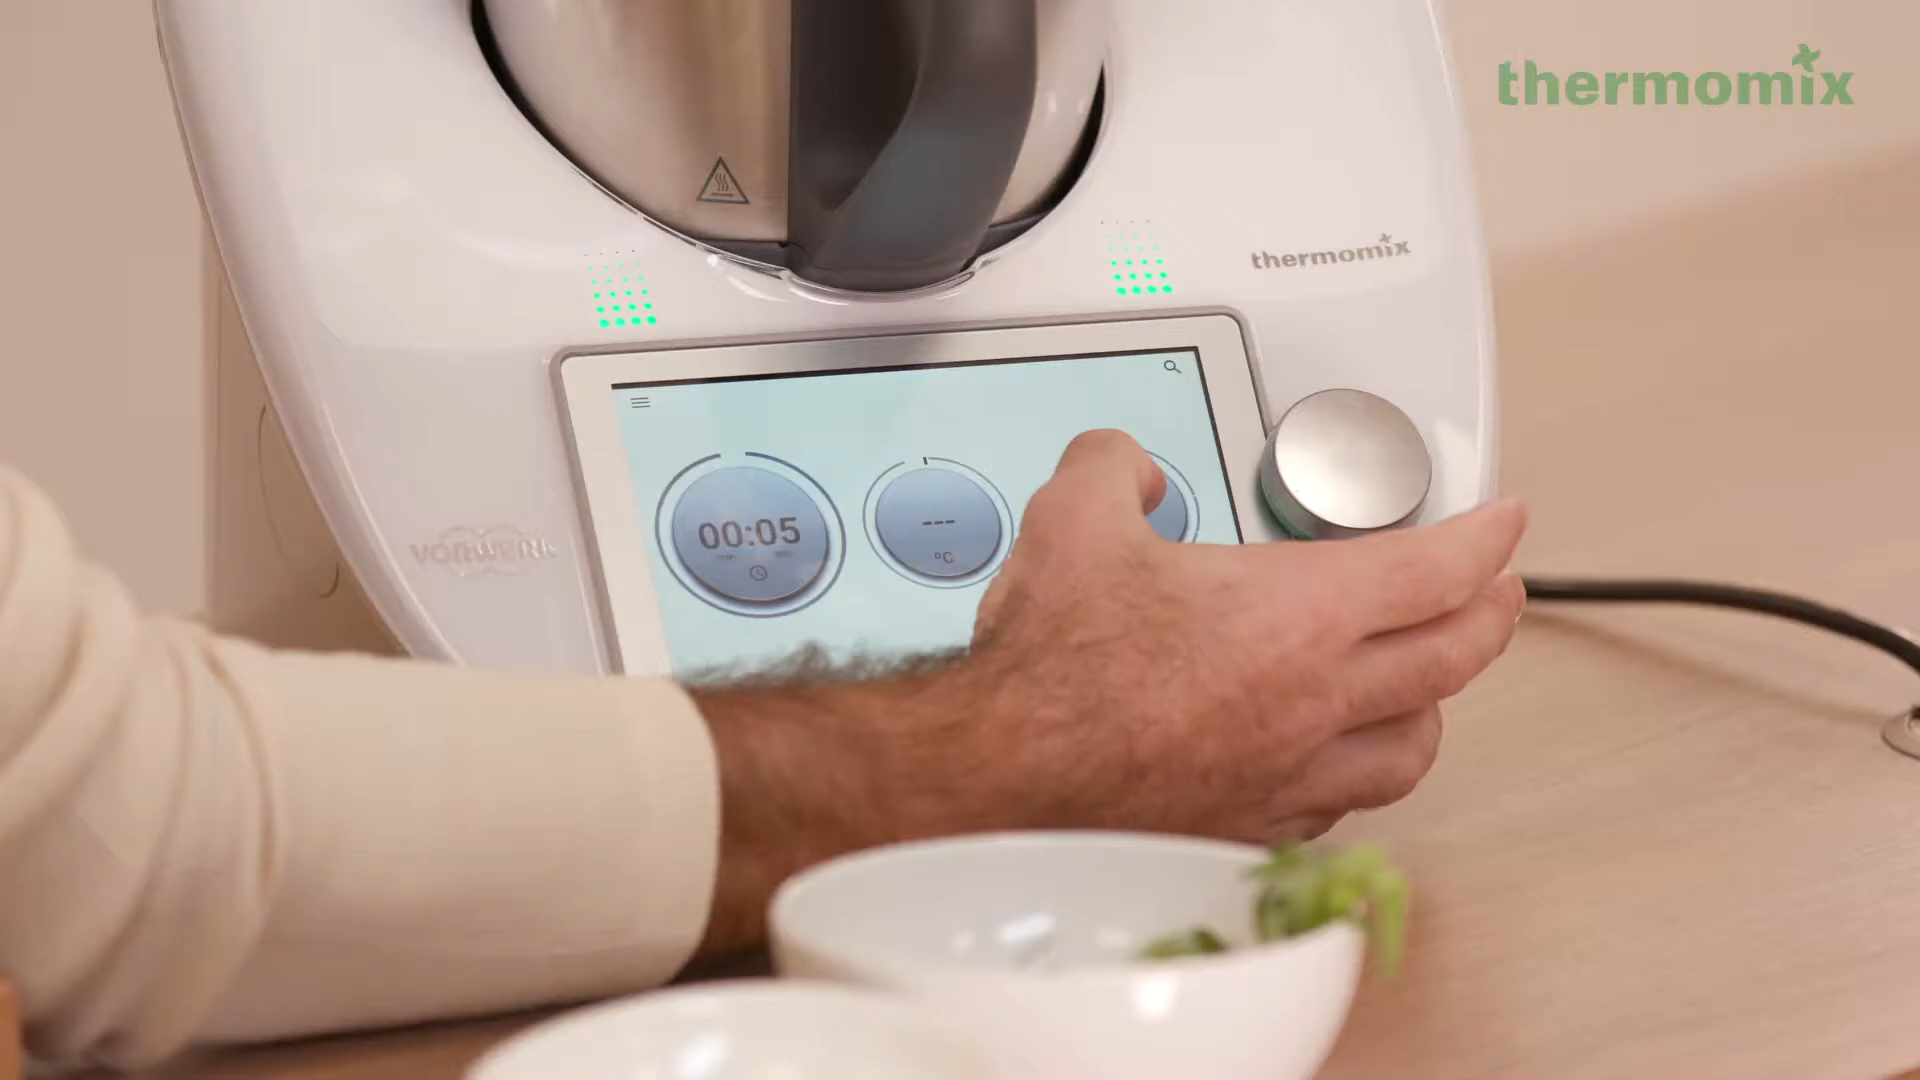 thermomix
thermomix
00:05
---
°C
VORWERK